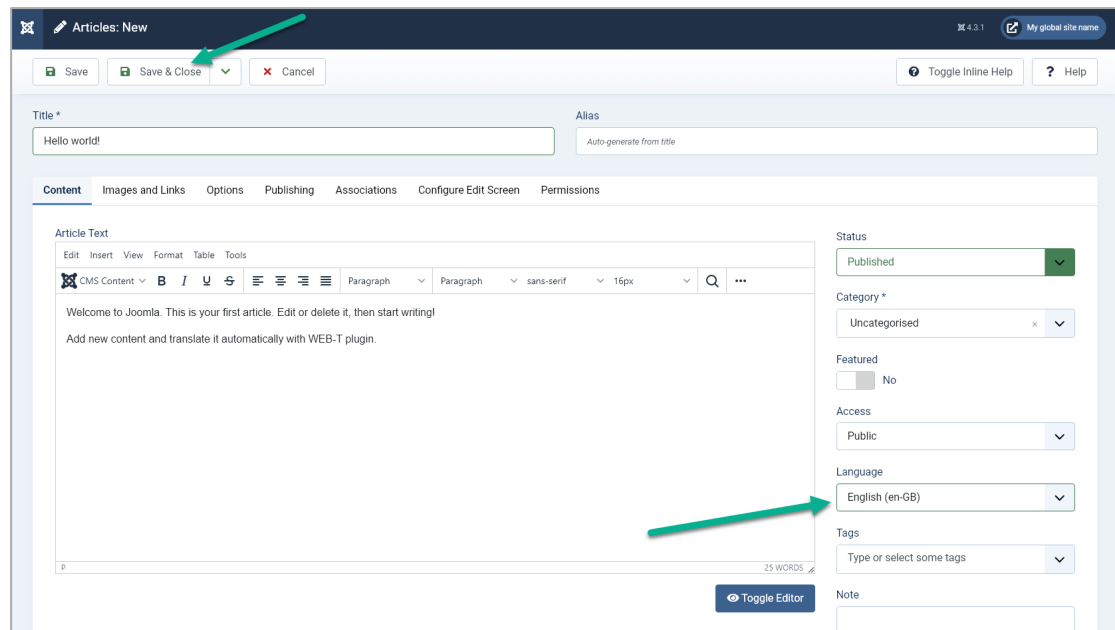 Articles: New
4.3.1
My global site name
Save
Save & Close
Cancel
Toggle Inline Help
? Help
Title *
Alias
Hello world!
Auto-generate from title
Content Images and Links Options Publishing Associations Configure Edit Screen Permissions
Article Text
Edit Insert View Format Table Tools
CMS Content B I U S Paragraph Paragraph sans-serif 16px
Welcome to Joomla. This is your first article. Edit or delete it, then start writing!
Add new content and translate it automatically with WEB-T plugin.
P
25 WORDS
Toggle Editor
Status
Published
Category *
Uncategorised
Featured
No
Access
Public
Language
English (en-GB)
Tags
Type or select some tags
Note